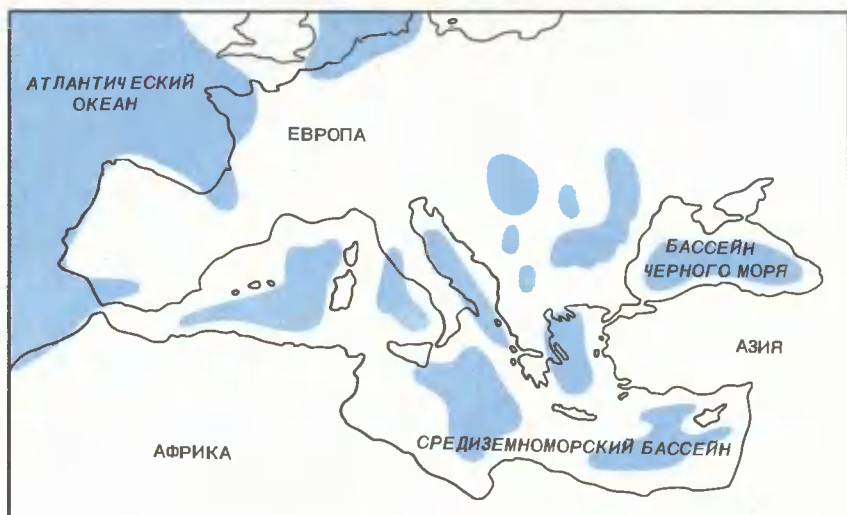 АТЛАНТИЧЕСКИЙ
ОКЕАН
ЕВРОПА
БАССЕЙН
ЧЕРНОГО МОРЯ
АЗИЯ
АФРИКА
СРЕДИЗЕМНОМОРСКИЙ БАССЕЙН